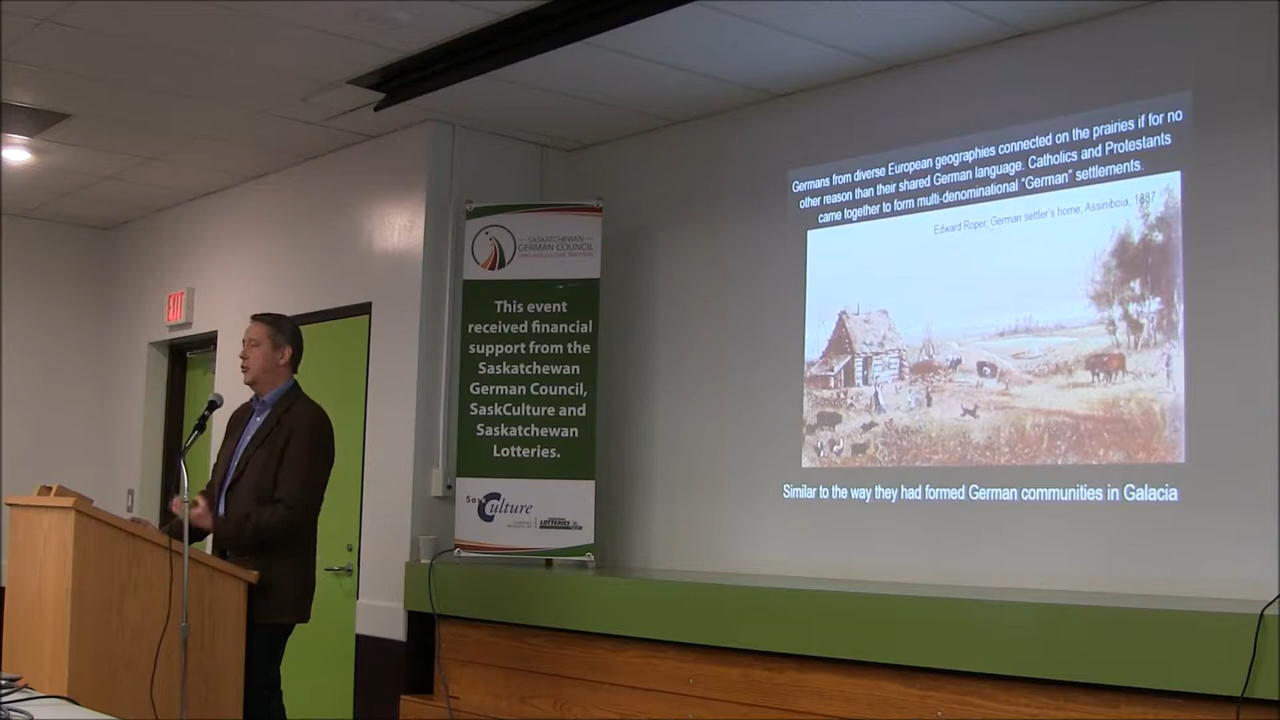 EXIT
SASKATCHEWAN
GERMAN COUNCIL
This event
received financial
support from the
Saskatchewan
German Council,
SaskCulture and
Saskatchewan
Lotteries.
SaskCulture
LOTTERIES
Germans from diverse European geographies connected on the prairies if for no
other reason than their shared German language. Catholics and Protestants
came together to form multi-denominational "German" settlements.
Edward Roper, German settler's home, Assiniboia, 1887
Similar to the way they had formed German communities in Galacia